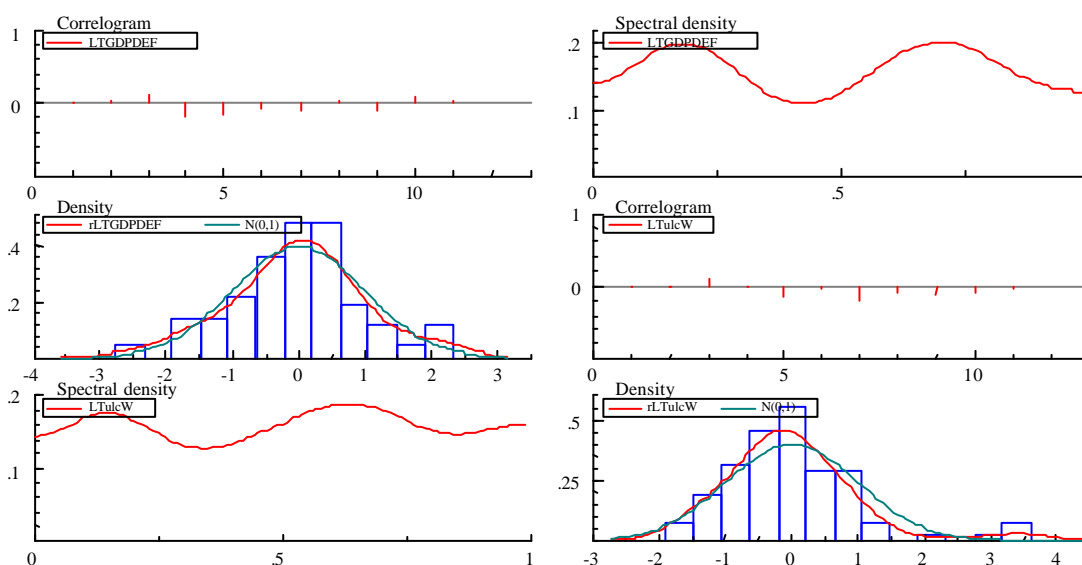 Correlogram
LTGDPDEF
1
0
0 5 10
Spectral density
LTGDPDEF
.2
.1
0 .5
Density
rLTGDPDEF N(0,1)
.4
.2
-4 -3 -2 -1 0 1 2 3
Correlogram
LTulcW
1
0
-1
0 5 10
Spectral density
LTulcW
.2
.1
0 .5 1
Density
rLTulcW N(0,1)
.5
.25
-3 -2 -1 0 1 2 3 4